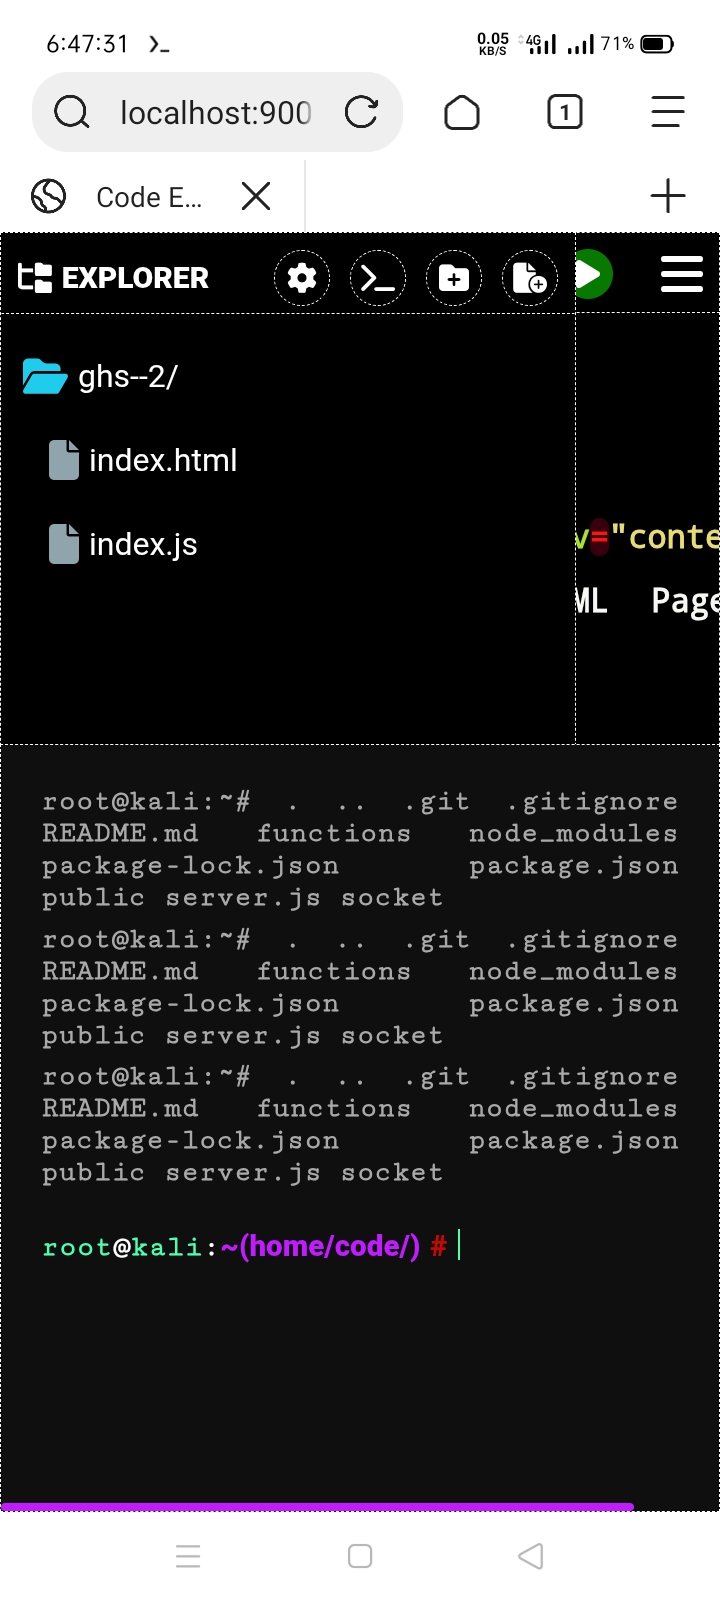 6:47:31
0.05 KB/S 4G 71%
localhost:900
1
Code E...
EXPLORER
ghs--2/
index.html
index.js
="conte
ML Page
root@kali:~# . .. .git .gitignore
README.md functions node_modules
package-lock.json package.json
public server.js socket
root@kali:~# . .. .git .gitignore
README.md functions node_modules
package-lock.json package.json
public server.js socket
root@kali:~# . .. .git .gitignore
README.md functions node_modules
package-lock.json package.json
public server.js socket
root@kali:~(home/code/) #